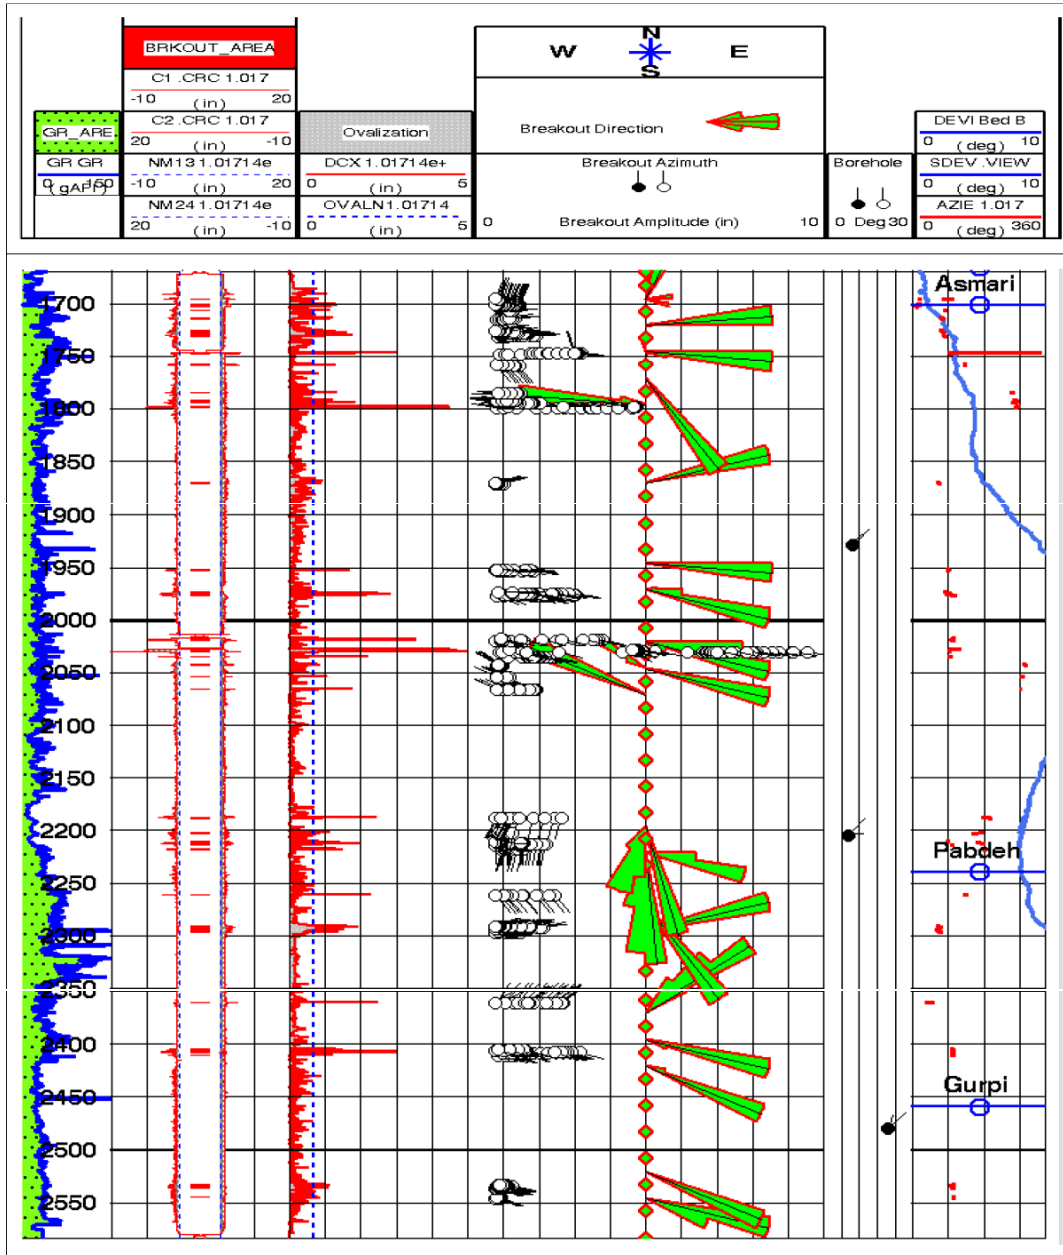 BRKOUT_AREA
N
W E
S
C1 .CRC 1.017
-10 (in) 20
GR_ARE
C2 .CRC 1.017
20 (in) -10
Ovalization
Breakout Direction
DEVI Bed B
0 (deg) 10
GR GR
0 (gAPI) 150
NM13 1.01714e
-10 (in) 20
DCX 1.01714e+
0 (in) 5
Breakout Azimuth
Borehole
SDEV .VIEW
0 (deg) 10
NM24 1.01714e
20 (in) -10
OVALN1.01714
0 (in) 5
0 Breakout Amplitude (in) 10
0 Deg 30
AZIE 1.017
0 (deg) 360
Asmari
1700
1750
1800
1850
1900
1950
2000
2050
2100
2150
2200
Pabdeh
2250
2300
2350
2400
Gurpi
2450
2500
2550